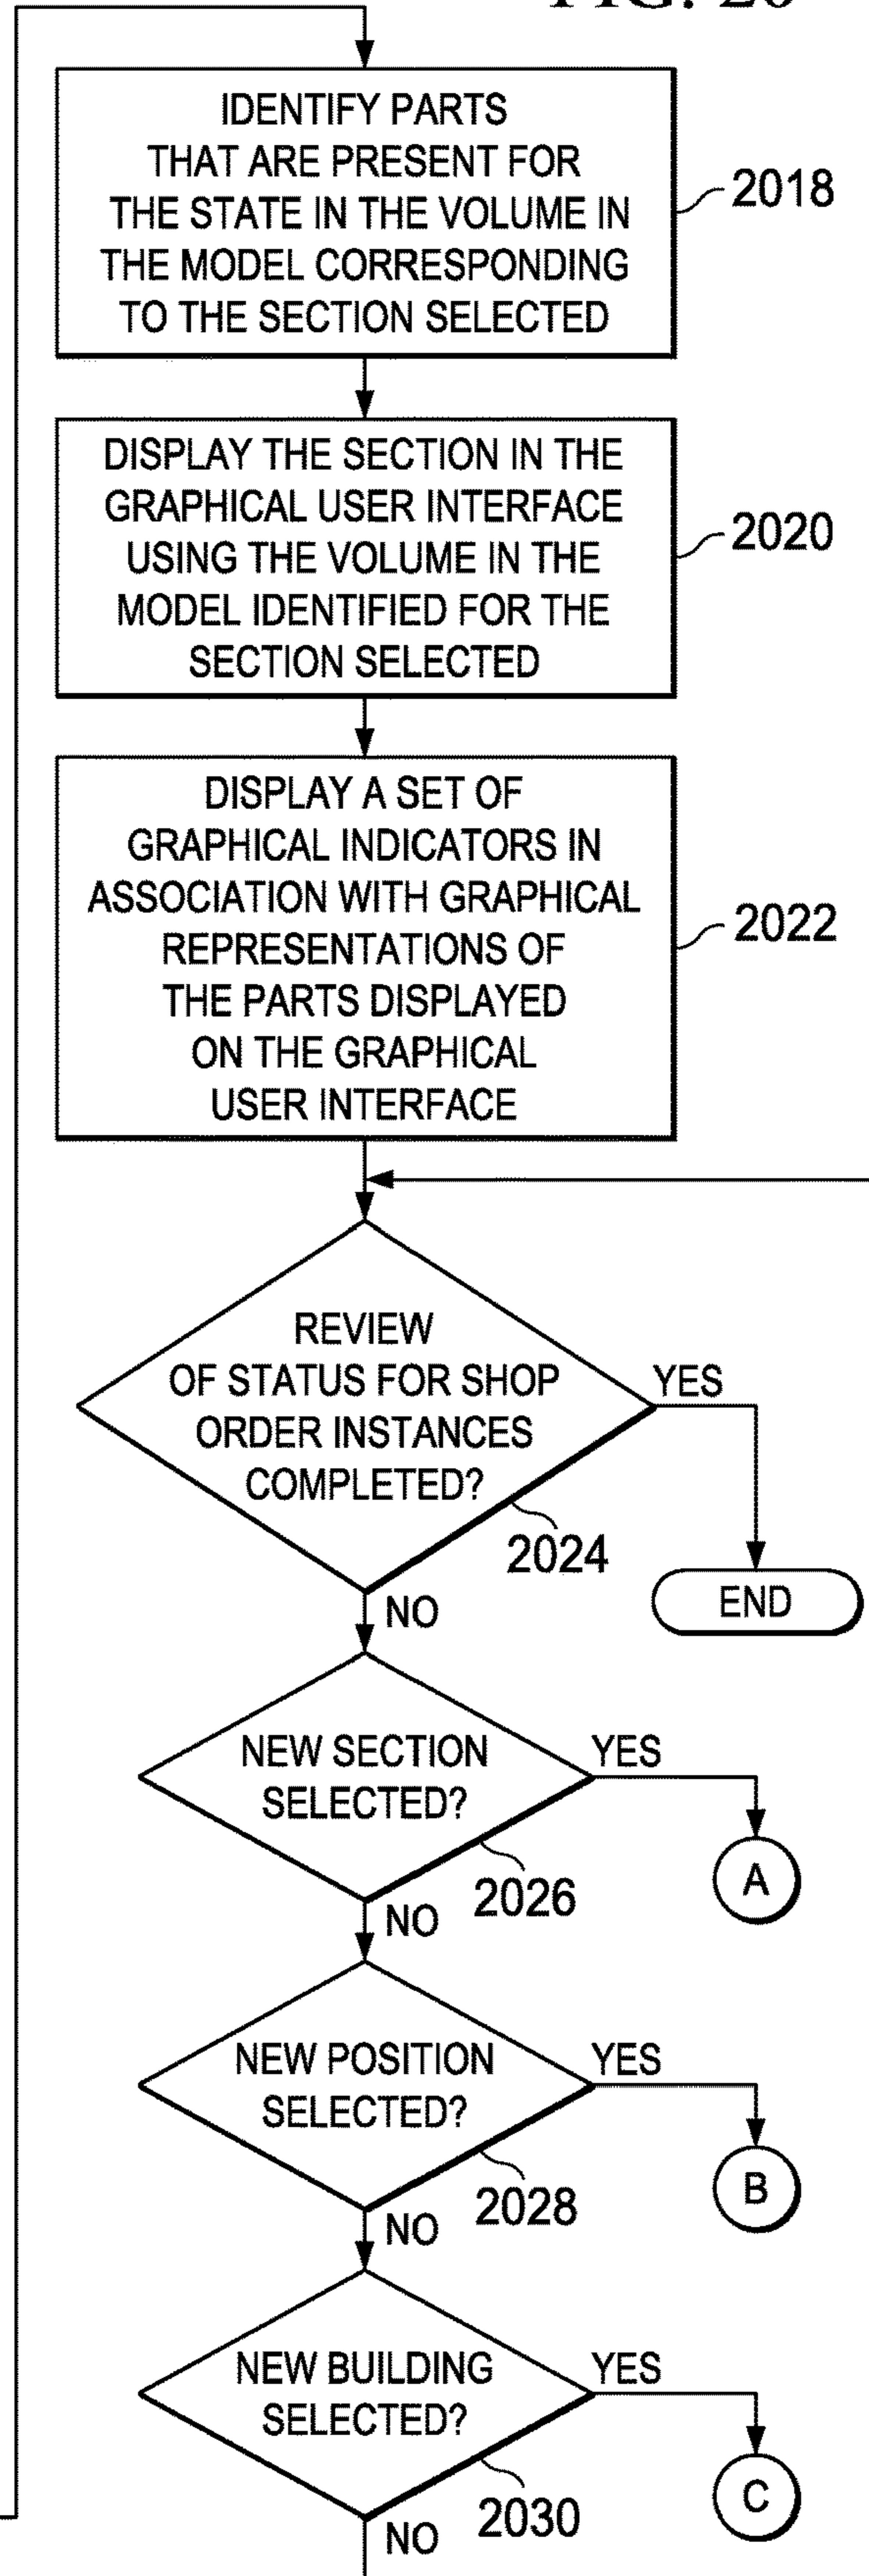 IDENTIFY PARTS
THAT ARE PRESENT FOR
THE STATE IN THE VOLUME IN
THE MODEL CORRESPONDING
TO THE SECTION SELECTED
2018
DISPLAY THE SECTION IN THE
GRAPHICAL USER INTERFACE
USING THE VOLUME IN THE
MODEL IDENTIFIED FOR THE
SECTION SELECTED
2020
DISPLAY A SET OF
GRAPHICAL INDICATORS IN
ASSOCIATION WITH GRAPHICAL
REPRESENTATIONS OF
THE PARTS DISPLAYED
ON THE GRAPHICAL
USER INTERFACE
2022
REVIEW
OF STATUS FOR SHOP
ORDER INSTANCES
COMPLETED?
YES
2024
END
NO
NEW SECTION
SELECTED?
YES
2026
A
NO
NEW POSITION
SELECTED?
YES
2028
B
NO
NEW BUILDING
SELECTED?
YES
2030
C
NO